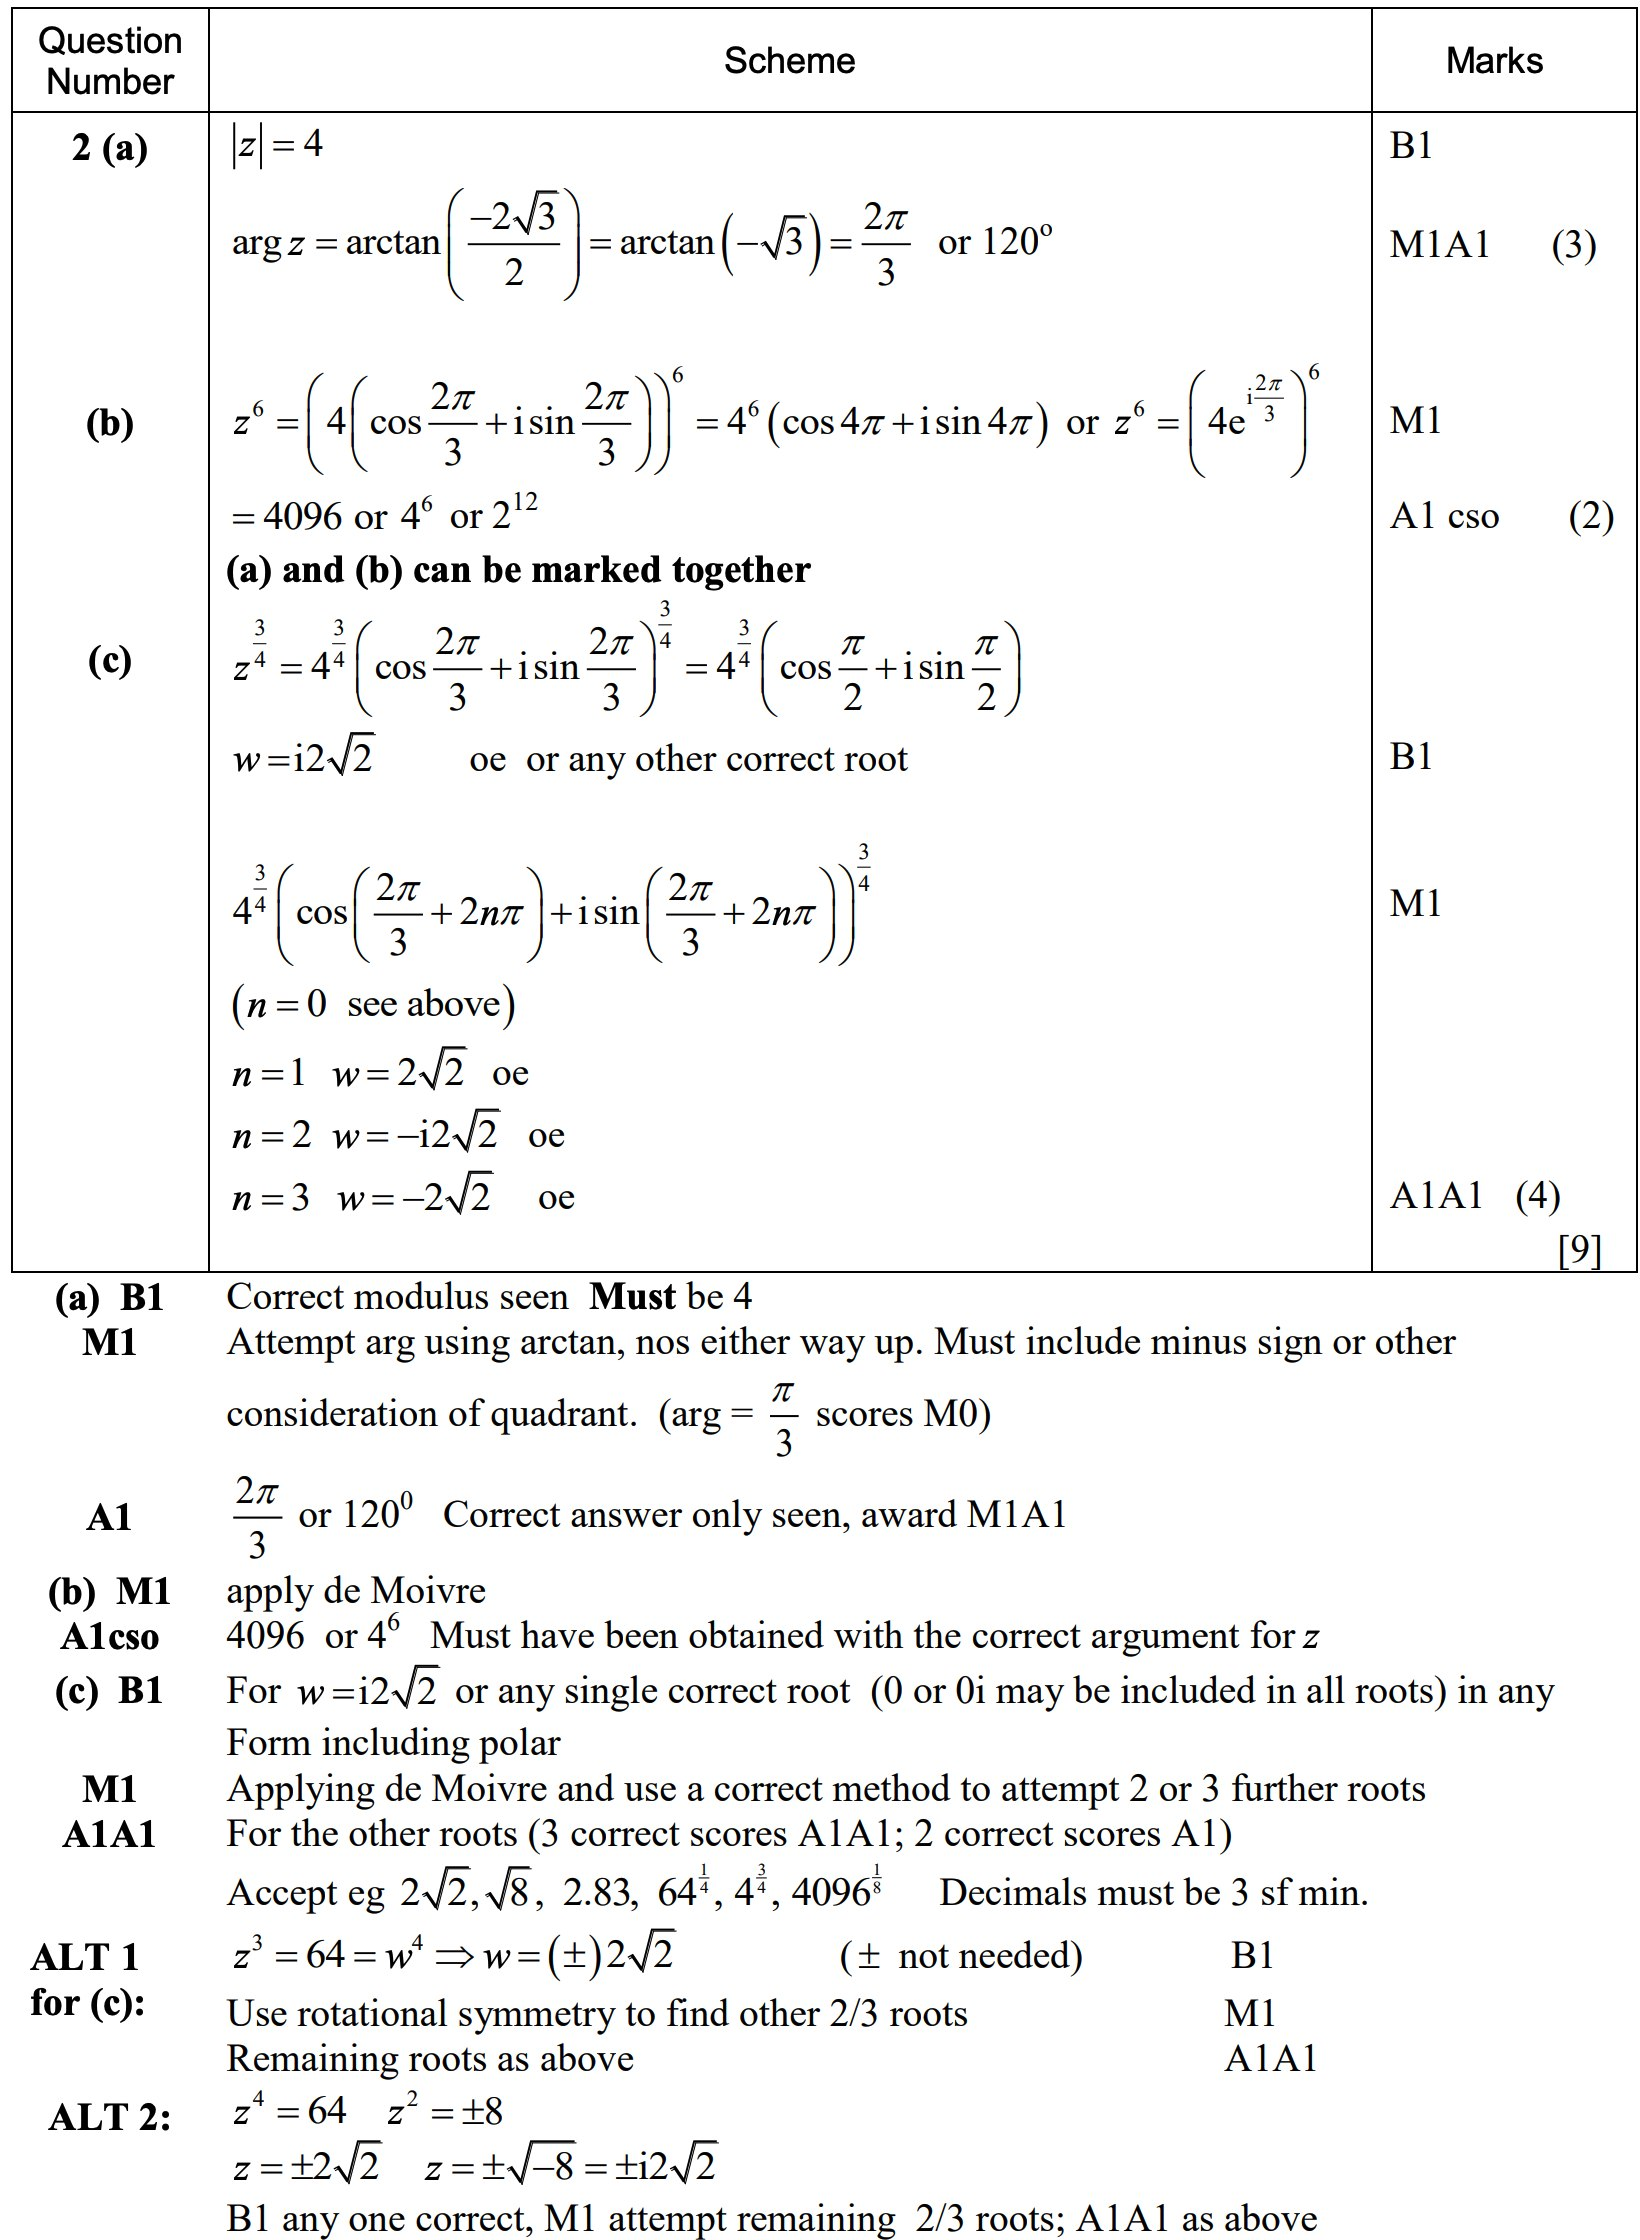 Question Number Scheme Marks
2 (a) |z| = 4 B1
arg z = arctan(−2√3/2) = arctan(−√3) = 2π/3 or 120° M1A1 (3)
(b) z⁶ = (4(cos 2π/3 + i sin 2π/3))⁶ = 4⁶(cos 4π + i sin 4π) or z⁶ = (4e^(i2π/3))⁶ M1
= 4096 or 4⁶ or 2¹² A1 cso (2)
(a) and (b) can be marked together
(c) z^(3/4) = 4^(3/4)(cos 2π/3 + i sin 2π/3)^(3/4) = 4^(3/4)(cos π/2 + i sin π/2)
w = i2√2 oe or any other correct root B1
4^(3/4)(cos(2π/3 + 2nπ) + i sin(2π/3 + 2nπ))^(3/4) M1
(n = 0 see above)
n = 1 w = 2√2 oe
n = 2 w = −i2√2 oe
n = 3 w = −2√2 oe A1A1 (4)
[9]
(a) B1 Correct modulus seen Must be 4
M1 Attempt arg using arctan, nos either way up. Must include minus sign or other
consideration of quadrant. (arg = π/3 scores M0)
A1 2π/3 or 120⁰ Correct answer only seen, award M1A1
(b) M1 apply de Moivre
A1cso 4096 or 4⁶ Must have been obtained with the correct argument for z
(c) B1 For w = i2√2 or any single correct root (0 or 0i may be included in all roots) in any
Form including polar
M1 Applying de Moivre and use a correct method to attempt 2 or 3 further roots
A1A1 For the other roots (3 correct scores A1A1; 2 correct scores A1)
Accept eg 2√2, √8, 2.83, 64^(1/4), 4^(3/4), 4096^(1/8) Decimals must be 3 sf min.
ALT 1 for (c): z³ = 64 = w⁴ ⇒ w = (±)2√2 (± not needed) B1
Use rotational symmetry to find other 2/3 roots M1
Remaining roots as above A1A1
ALT 2: z⁴ = 64 z² = ±8
z = ±2√2 z = ±√−8 = ±i2√2
B1 any one correct, M1 attempt remaining 2/3 roots; A1A1 as above